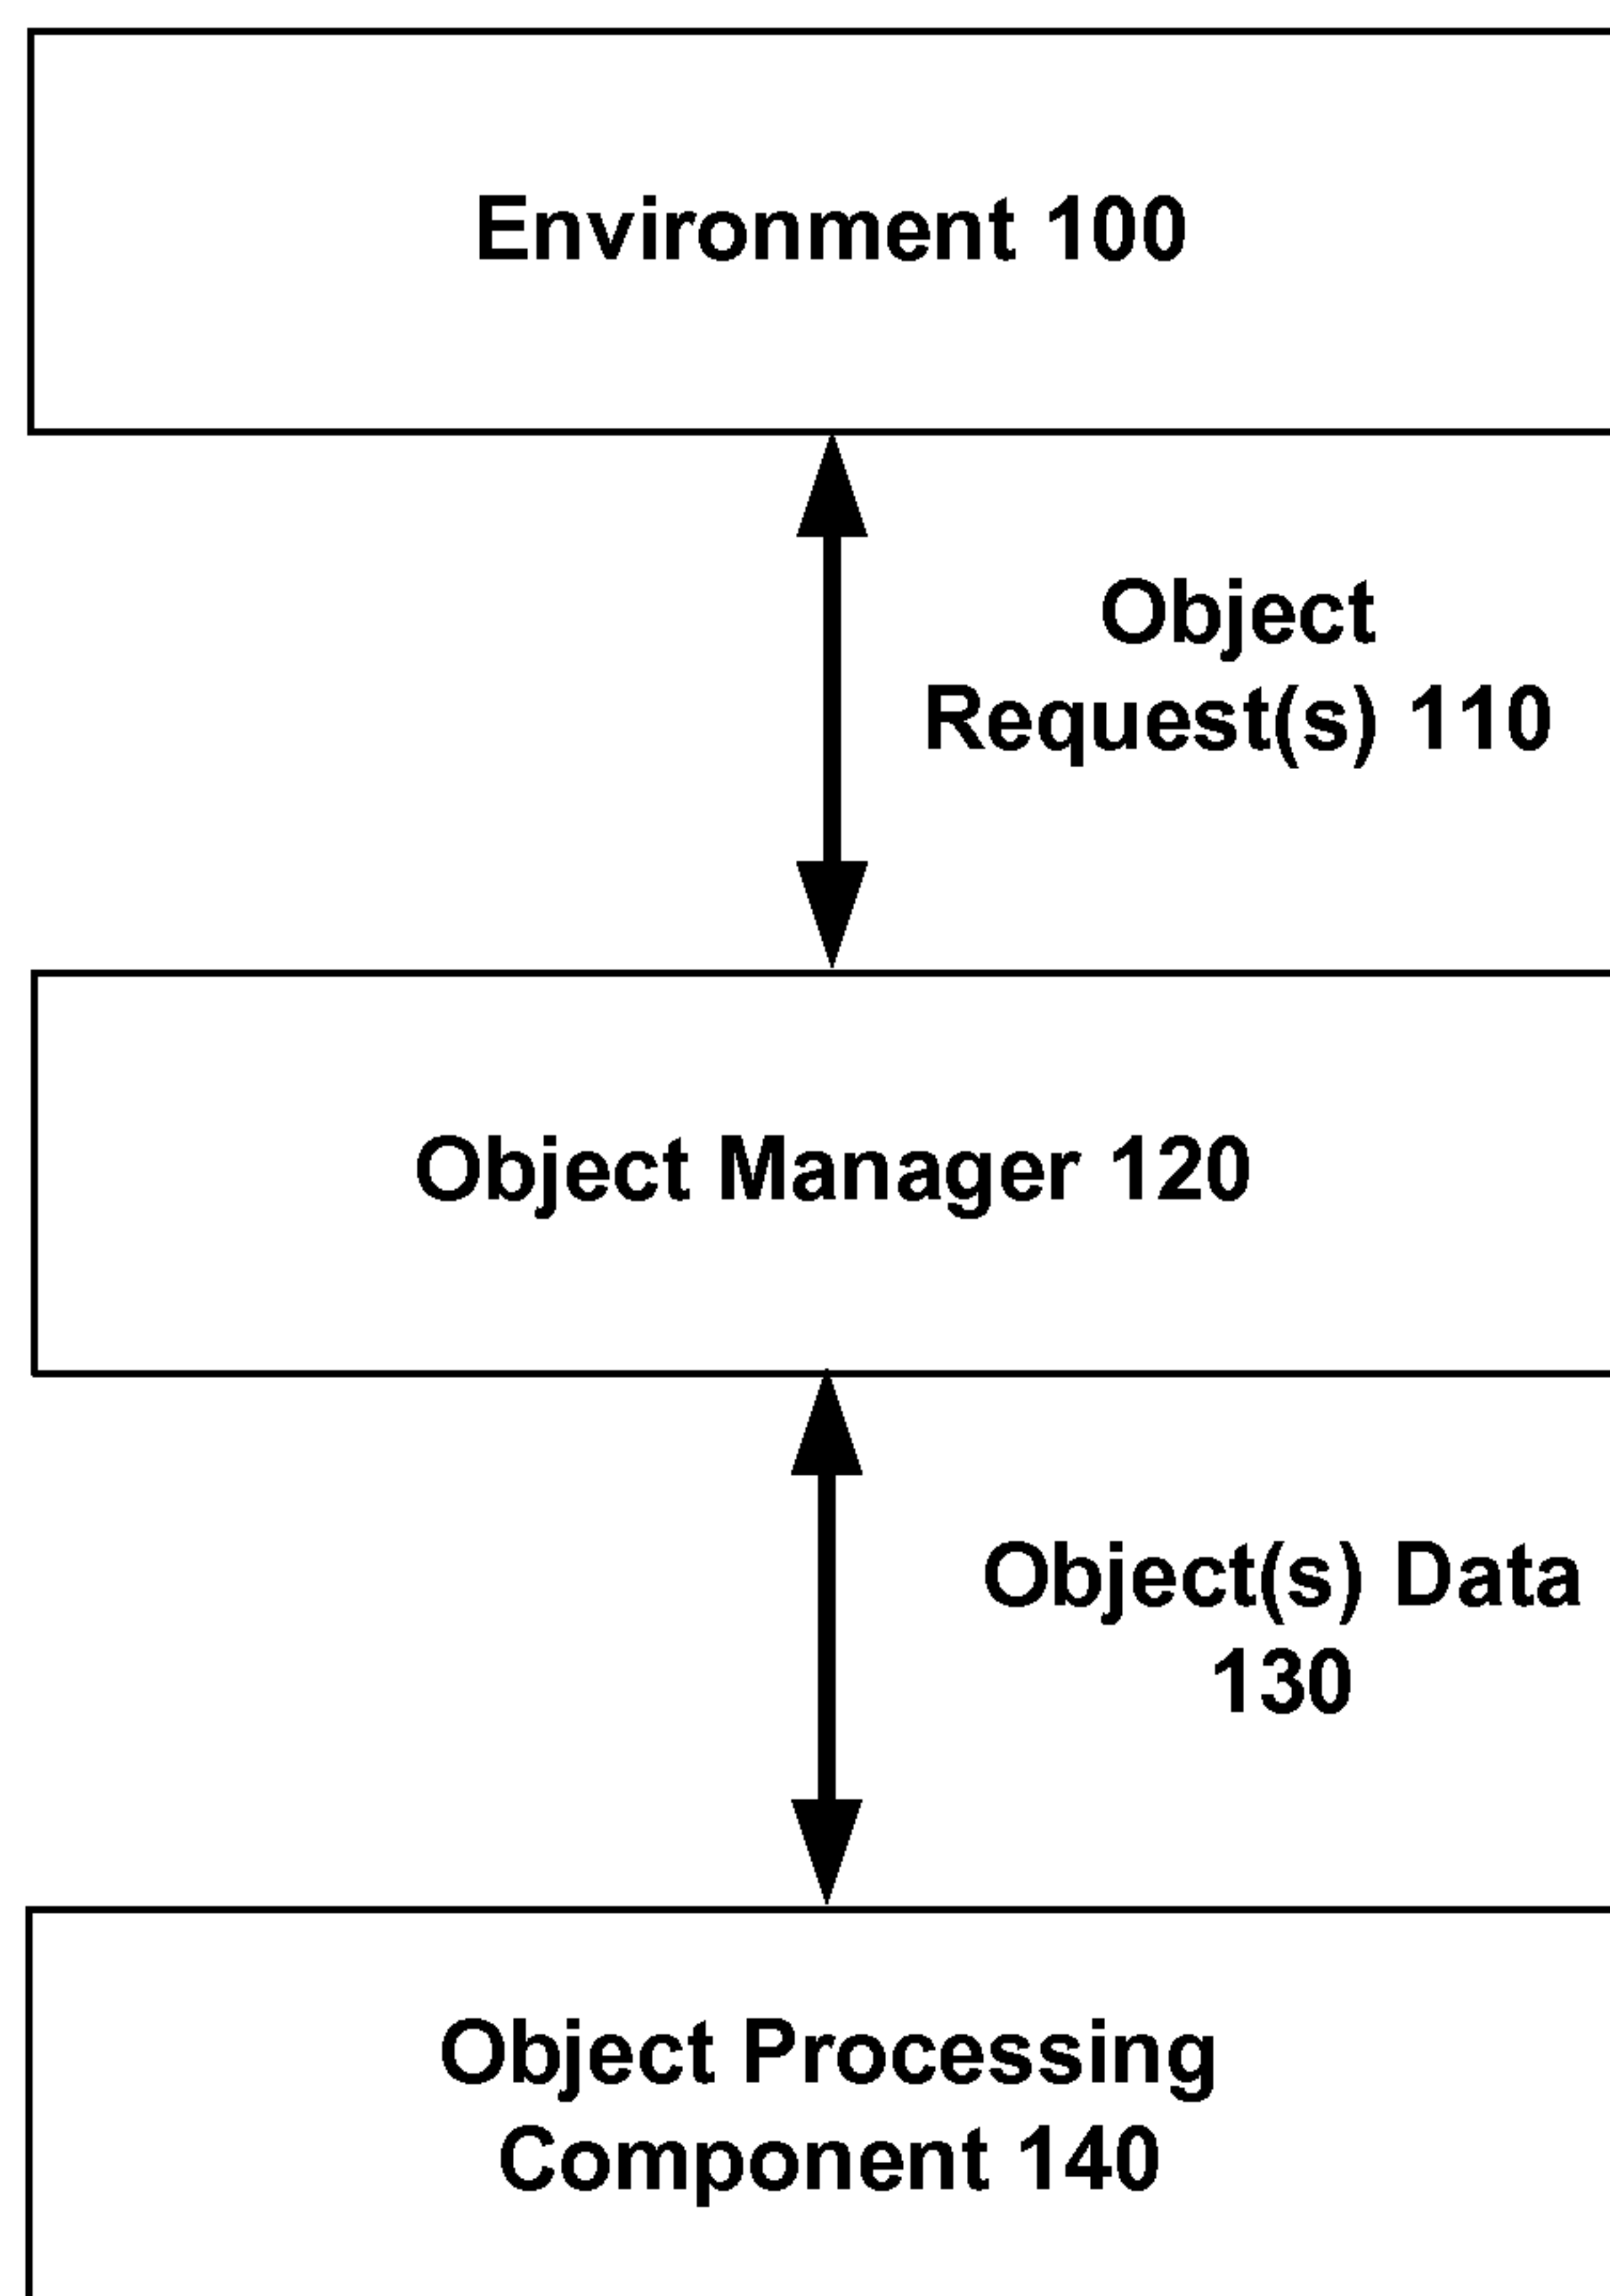 Environment 100
Object
Request(s) 110
Object Manager 120
Object(s) Data
130
Object Processing
Component 140